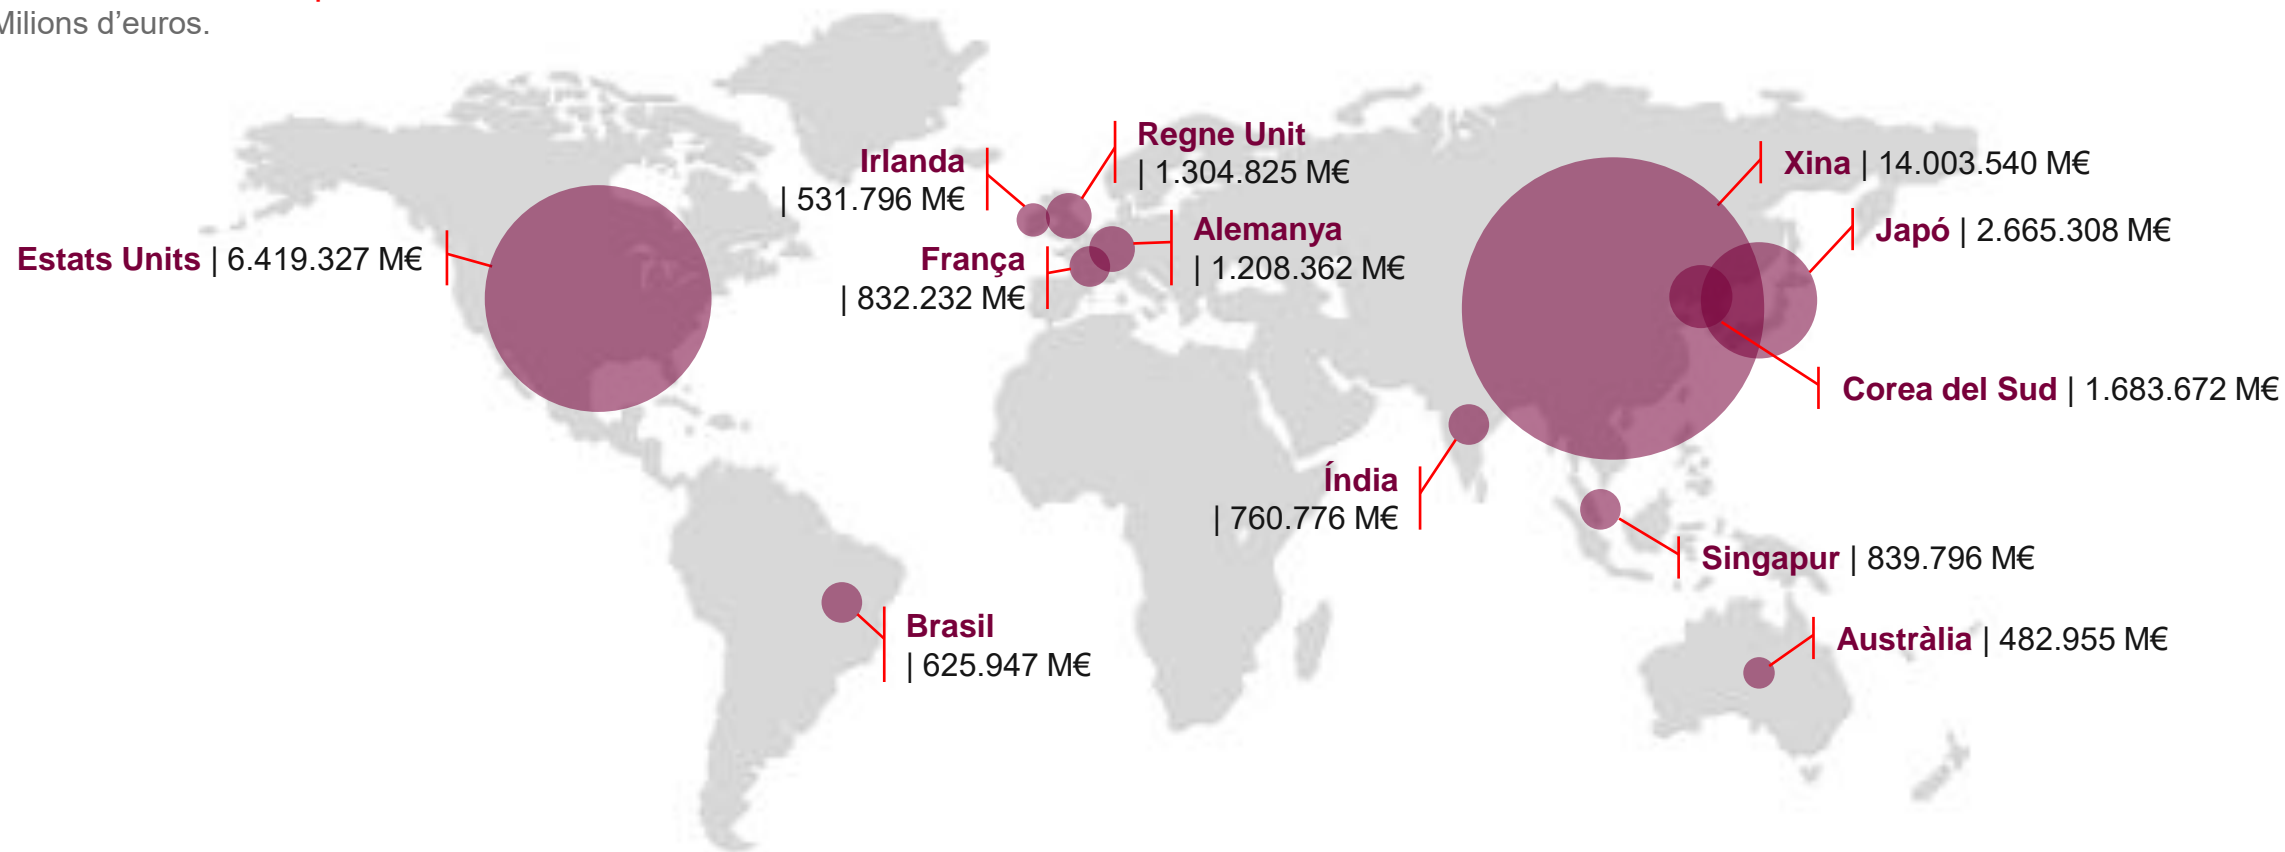 Milions d’euros.
Regne Unit
| 1.304.825 M€
Irlanda
| 531.796 M€
Xina | 14.003.540 M€
Japó | 2.665.308 M€
Alemanya
| 1.208.362 M€
Estats Units | 6.419.327 M€
França
| 832.232 M€
Corea del Sud | 1.683.672 M€
Índia
| 760.776 M€
Singapur | 839.796 M€
Brasil
| 625.947 M€
Austràlia | 482.955 M€